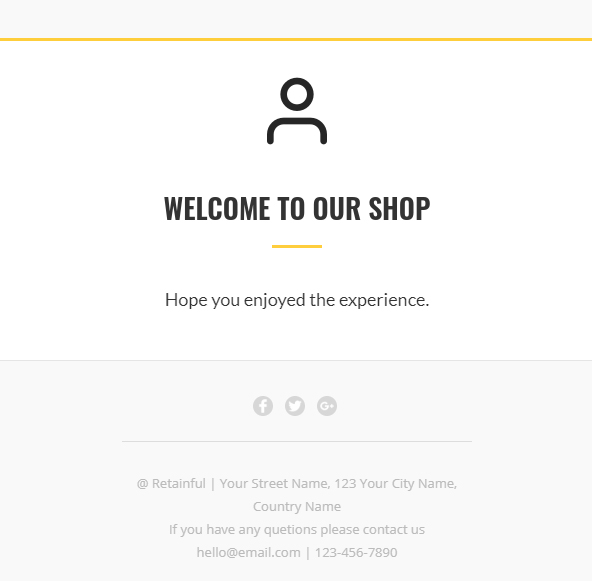 WELCOME TO OUR SHOP
Hope you enjoyed the experience.
@ Retainful | Your Street Name, 123 Your City Name,
Country Name
If you have any quetions please contact us
hello@email.com | 123-456-7890